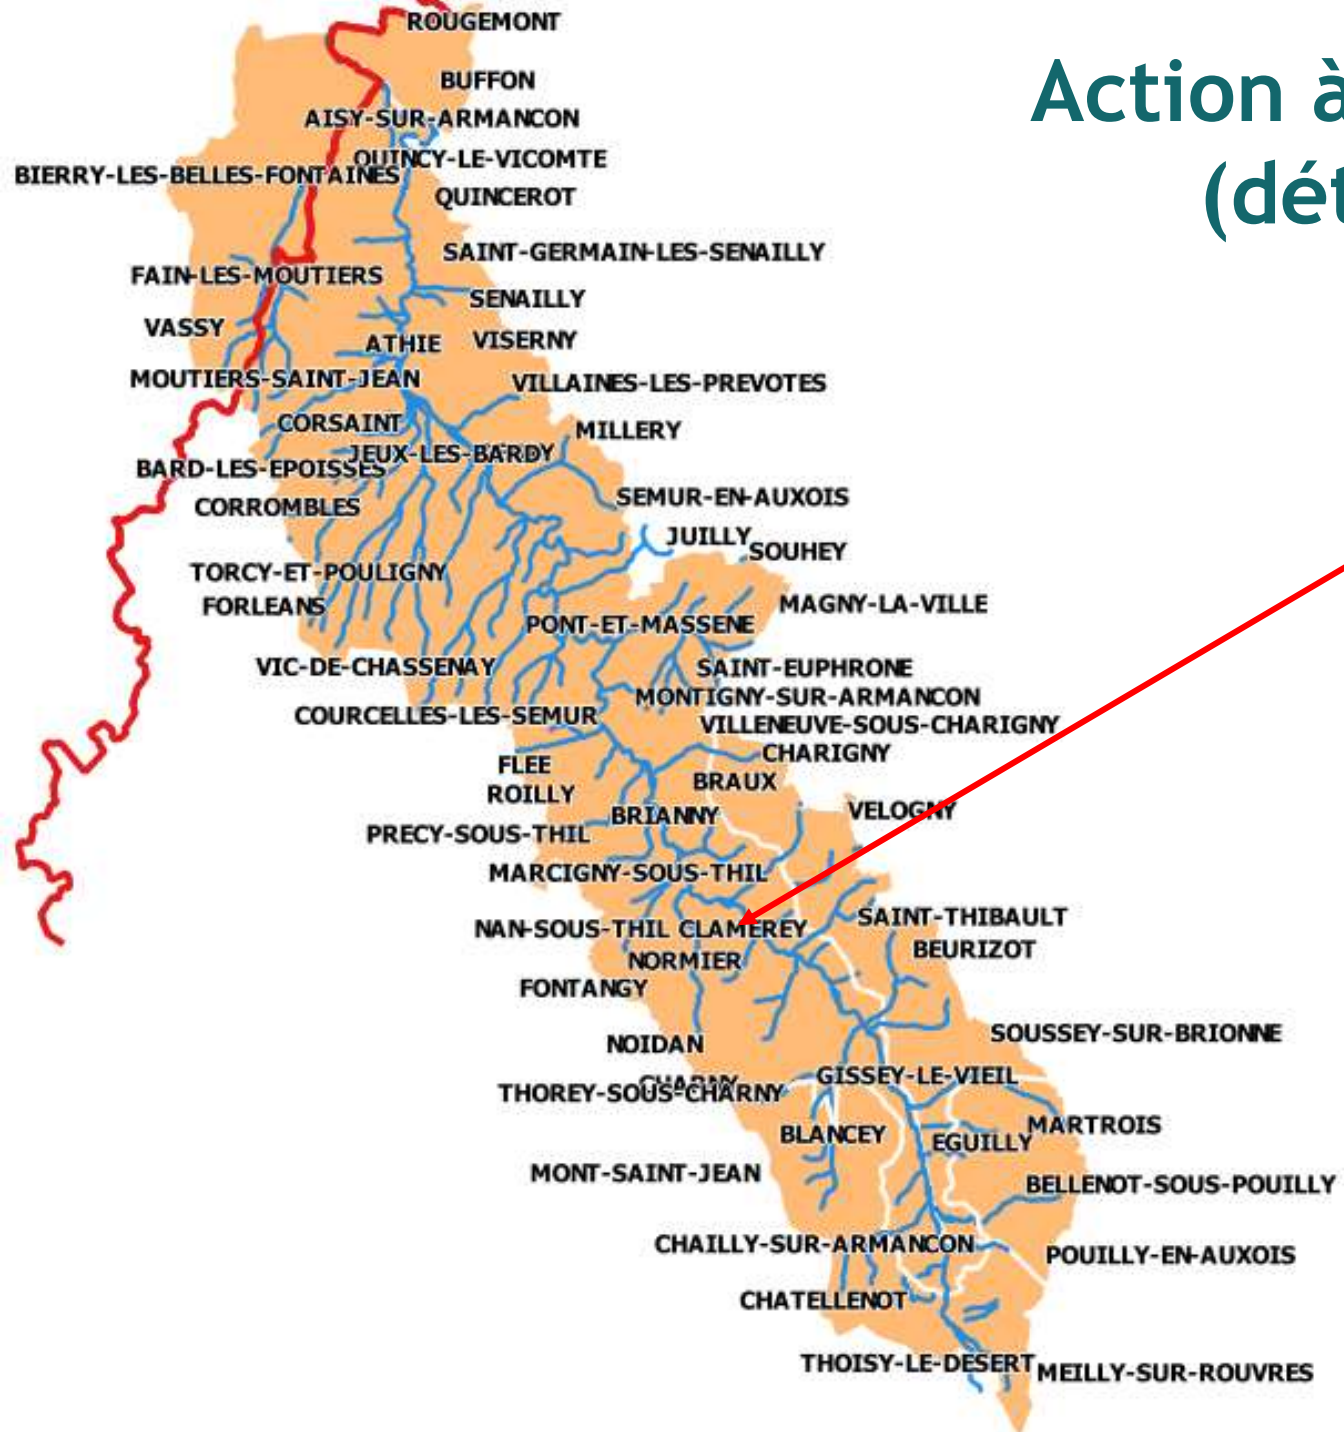 ROUGEMONT
Action à
BUFFON
AISY-SUR-ARMANCON
QUINCY-LE-VICOMTE
(dét
BIERRY-LES-BELLES-FONTAINES
QUINCEROT
SAINT-GERMAIN-LES-SENAILLY
FAIN-LES-MOUTIERS
SENAILLY
VASSY
ATHIE
VISERNY
MOUTIERS-SAINT-JEAN
VILLAINES-LES-PREVOTES
CORSAINT
MILLERY
JEUX-LES-BARDY
BARD-LES-EPOISSES
SEMUR-EN-AUXOIS
CORROMBLES
JUILLY
SOUHEY
TORCY-ET-POULIGNY
MAGNY-LA-VILLE
FORLEANS
PONT-ET-MASSENE
VIC-DE-CHASSENAY
SAINT-EUPHRONE
MONTIGNY-SUR-ARMANCON
COURCELLES-LES-SEMUR
VILLENEUVE-SOUS-CHARIGNY
CHARIGNY
FLEE
BRAUX
ROILLY
VELOGNY
BRIANNY
PRECY-SOUS-THIL
MARCIGNY-SOUS-THIL
SAINT-THIBAULT
NAN-SOUS-THIL CLAMEREY
BEURIZOT
NORMIER
FONTANGY
SOUSSEY-SUR-BRIONNE
NOIDAN
GISSEY-LE-VIEIL
CHARNY
THOREY-SOUS-CHARNY
MARTROIS
BLANCEY
EGUILLY
MONT-SAINT-JEAN
BELLENOT-SOUS-POUILLY
CHAILLY-SUR-ARMANCON
POUILLY-EN-AUXOIS
CHATELLENOT
THOISY-LE-DESERT
MEILLY-SUR-ROUVRES